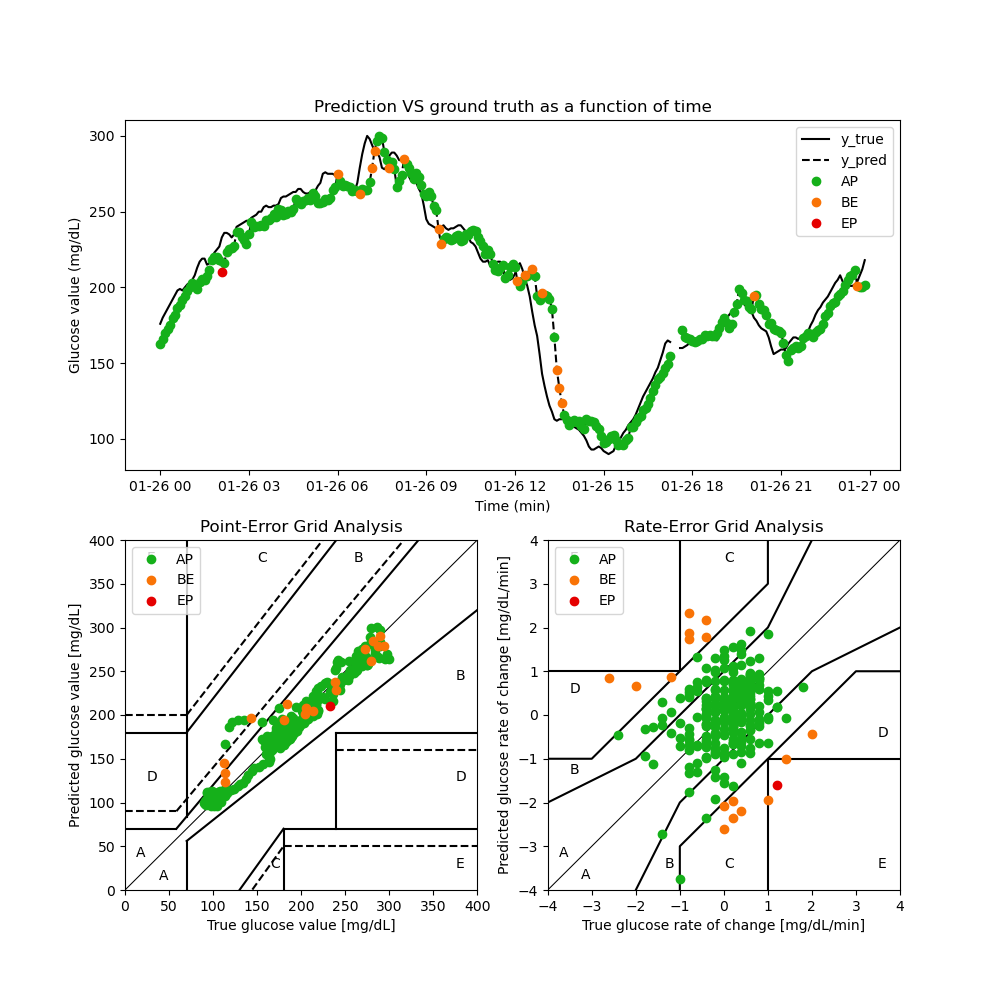 Prediction VS ground truth as a function of time
Glucose value (mg/dL)
300
250
200
150
100
y_true
y_pred
AP
BE
EP
01-26 00 01-26 03 01-26 06 01-26 09 01-26 12 01-26 15 01-26 18 01-26 21 01-27 00
Time (min)
Point-Error Grid Analysis
Predicted glucose value [mg/dL]
400
350
300
250
200
150
100
50
0
AP
BE
EP
C
B
B
D
D
A
A
C
E
0 50 100 150 200 250 300 350 400
True glucose value [mg/dL]
Rate-Error Grid Analysis
Predicted glucose rate of change [mg/dL/min]
4
3
2
1
0
−1
−2
−3
−4
AP
BE
EP
C
D
D
B
A
A
B
C
E
−4 −3 −2 −1 0 1 2 3 4
True glucose rate of change [mg/dL/min]